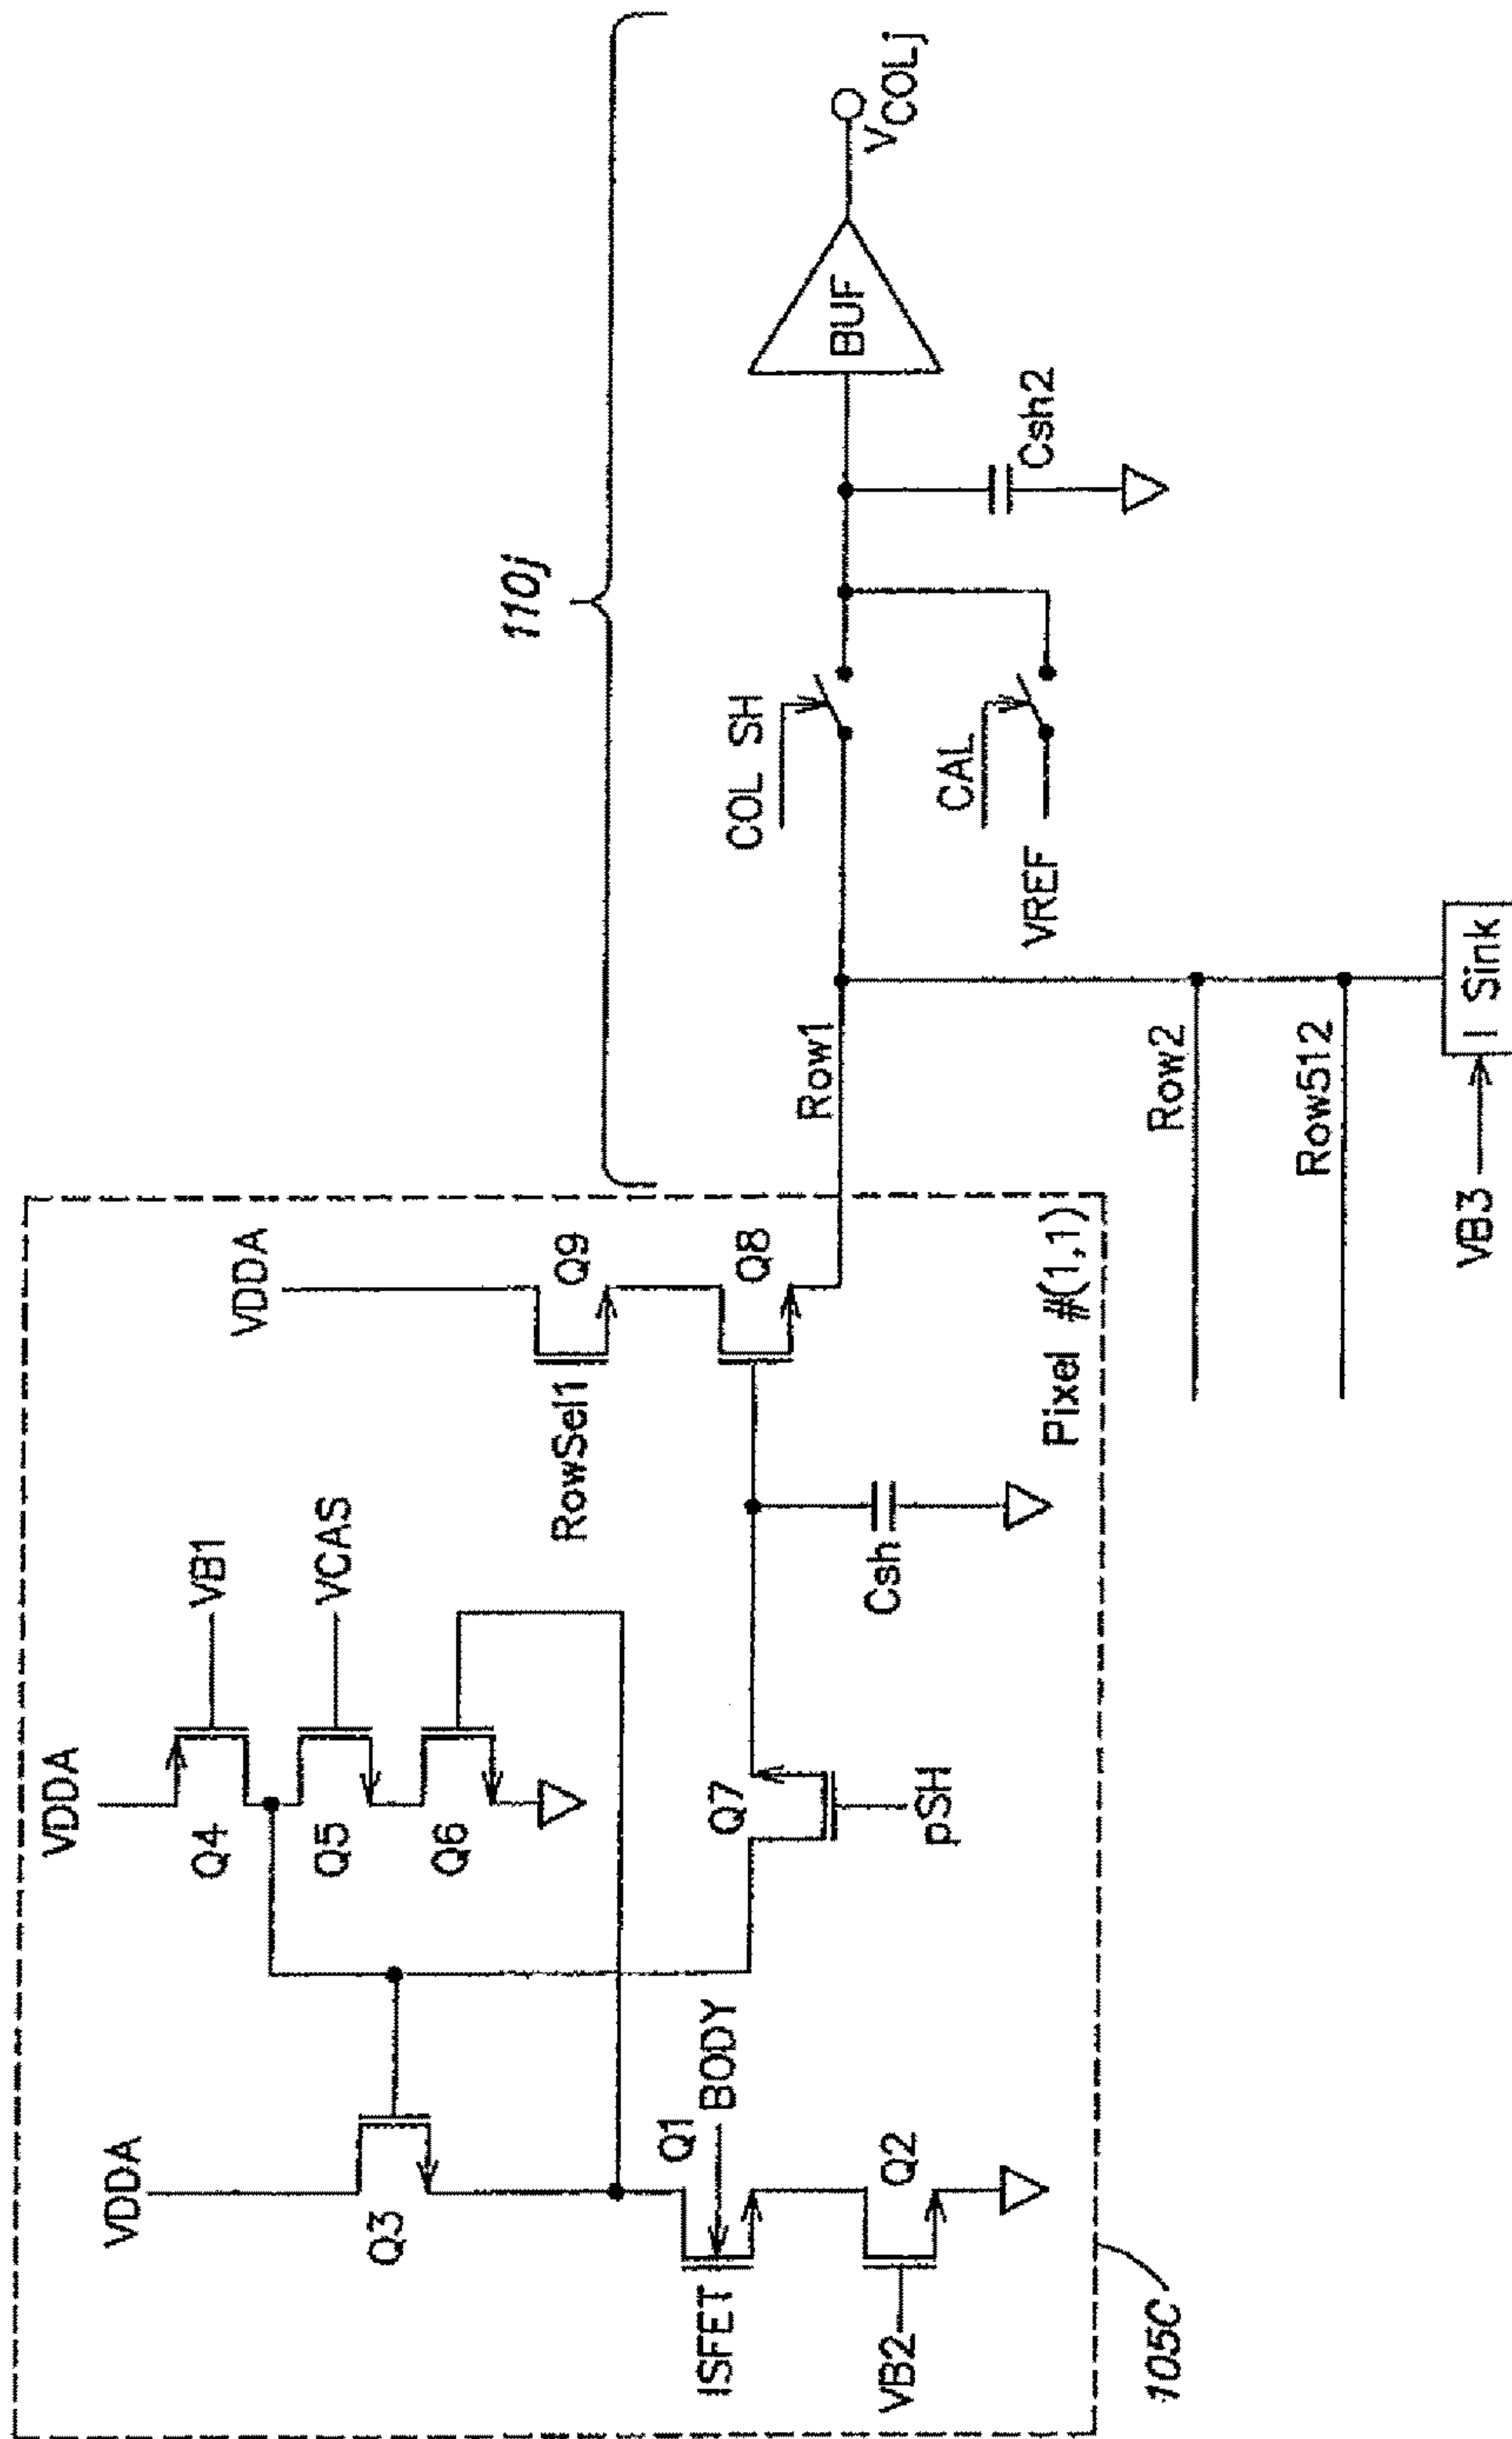 110j
VDDA
VDDA
VDDA
VB1
VCAS
Q4
Q5
Q6
Q3
Q9
RowSel1
Q8
Q7
pSH
Csh
Q1
BODY
ISFET
Q2
VB2
Pixel #(1,1)
105C
Row1
Row2
Row512
VB3
I Sink
COL SH
CAL
VREF
Csh2
BUF
VCOLj